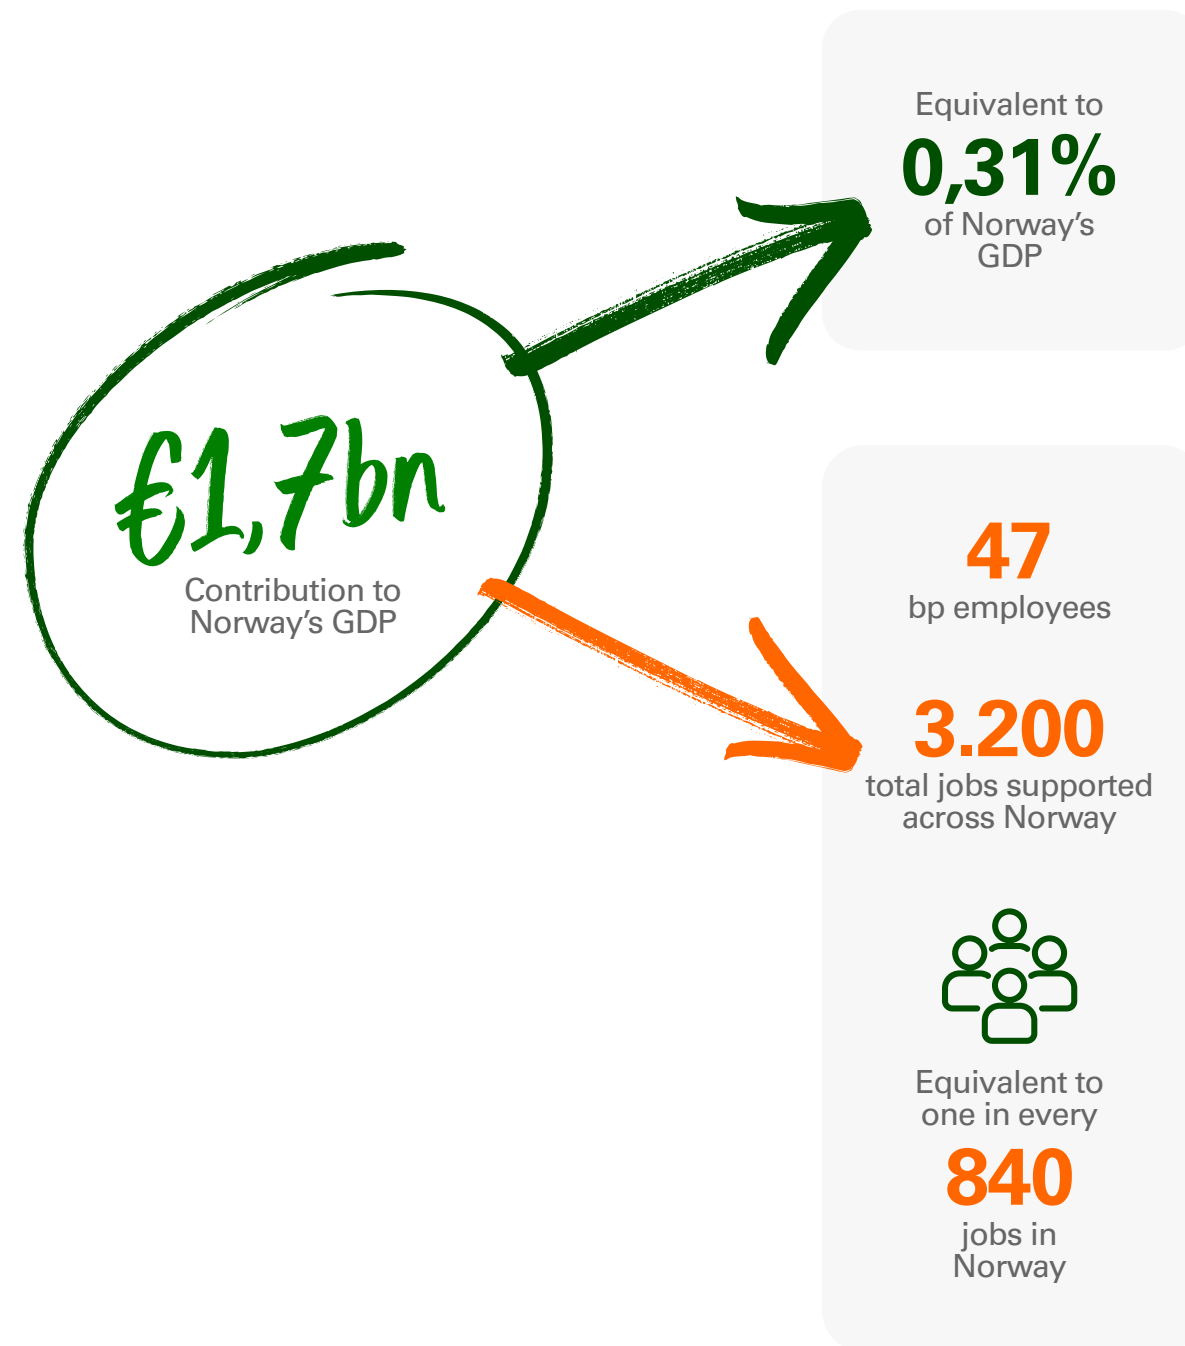 €1,7bn
Contribution to
Norway's GDP
Equivalent to
0,31%
of Norway's
GDP
47
bp employees
3.200
total jobs supported
across Norway
Equivalent to
one in every
840
jobs in
Norway